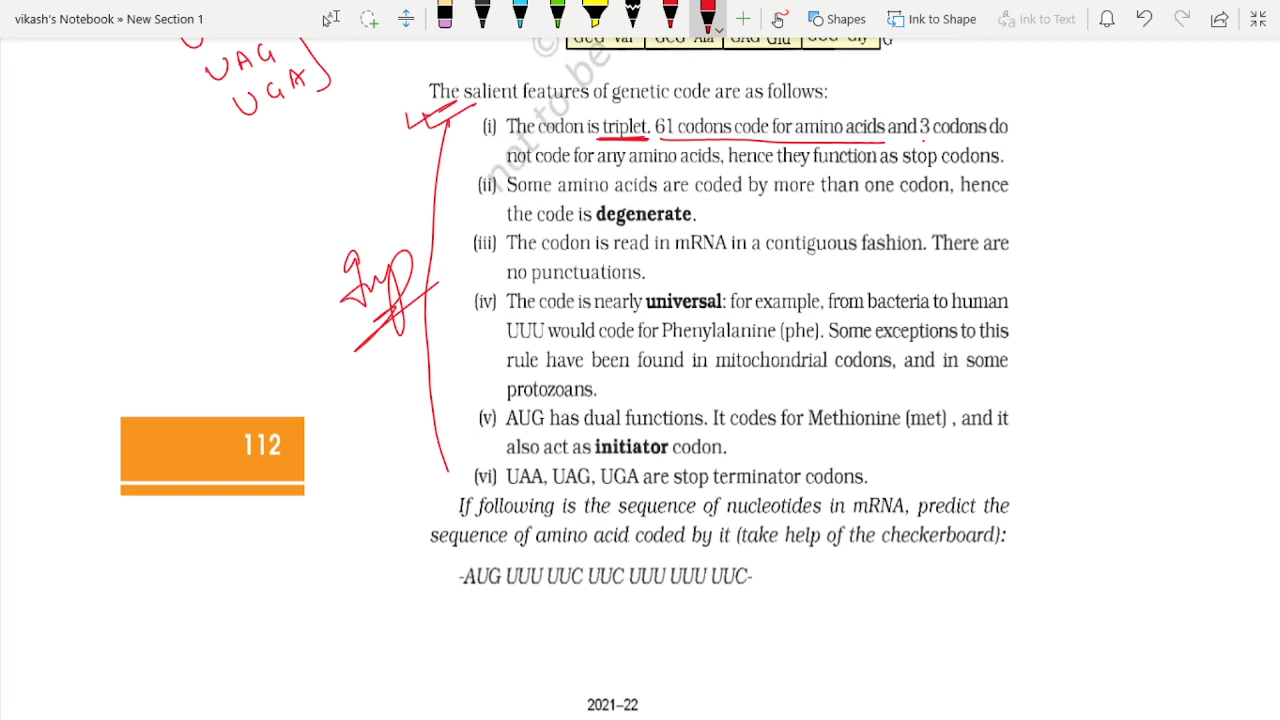 vikash's Notebook » New Section 1
Shapes
Ink to Shape
Ink to Text
UAG
UGA
GCG Ala
GAG Glu
G
©
not to be
The salient features of genetic code are as follows:
(i) The codon is triplet. 61 codons code for amino acids and 3 codons do
not code for any amino acids, hence they function as stop codons.
(ii) Some amino acids are coded by more than one codon, hence
the code is degenerate.
(iii) The codon is read in mRNA in a contiguous fashion. There are
no punctuations.
(iv) The code is nearly universal: for example, from bacteria to human
UUU would code for Phenylalanine (phe). Some exceptions to this
rule have been found in mitochondrial codons, and in some
protozoans.
Imp
(v) AUG has dual functions. It codes for Methionine (met) , and it
also act as initiator codon.
112
(vi) UAA, UAG, UGA are stop terminator codons.
If following is the sequence of nucleotides in mRNA, predict the
sequence of amino acid coded by it (take help of the checkerboard):
-AUG UUU UUC UUC UUU UUU UUC-
2021–22